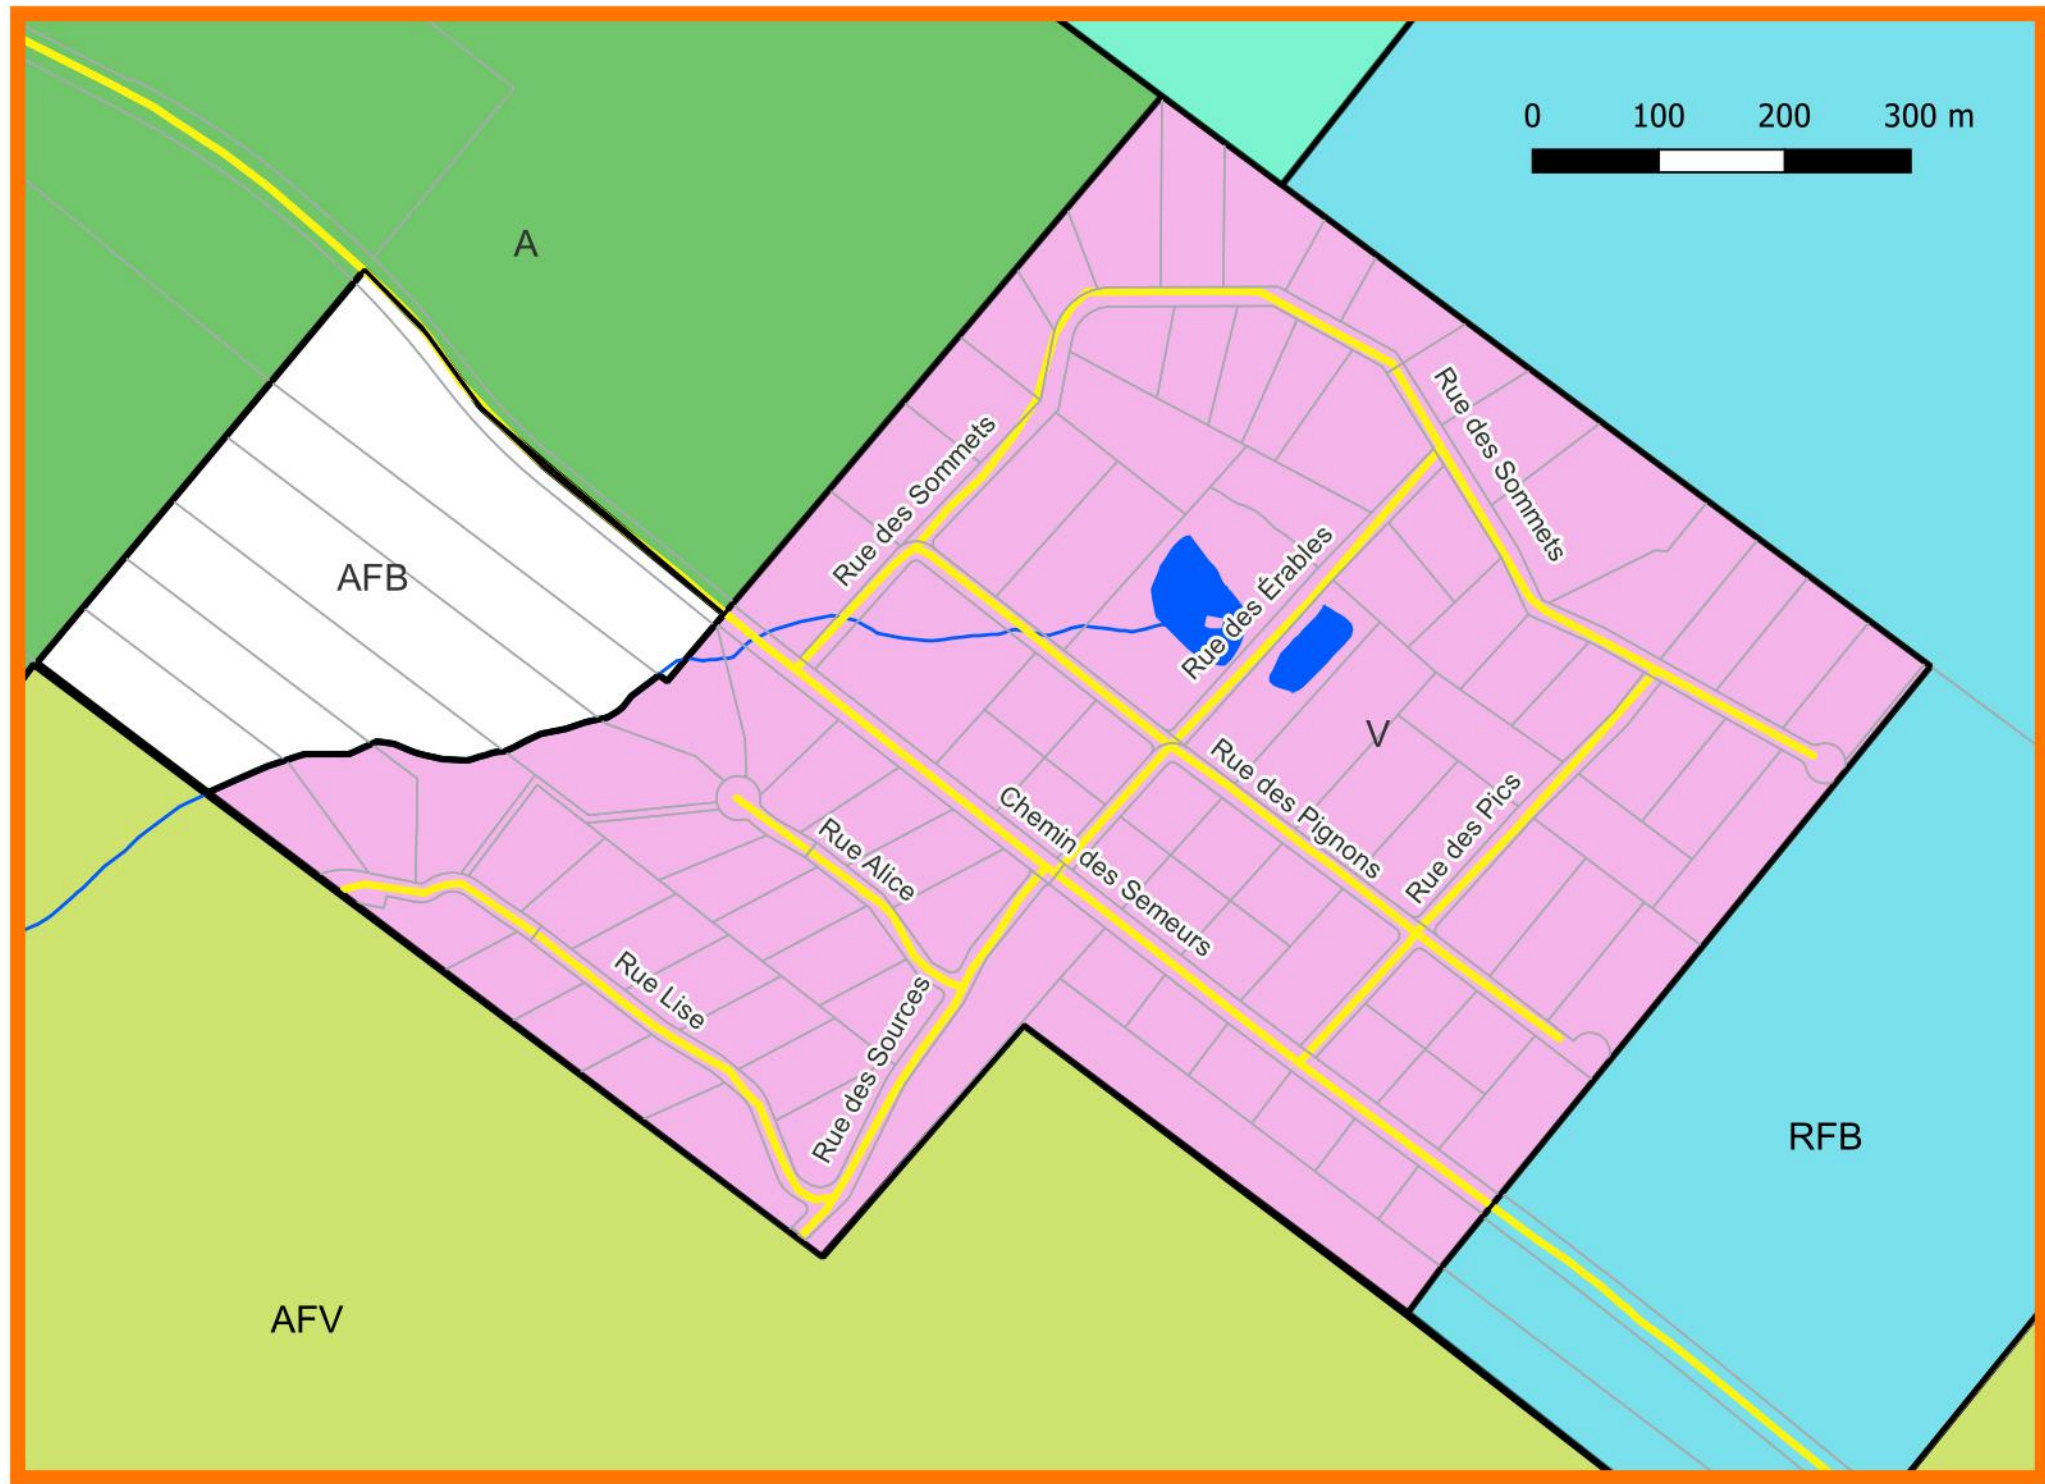 0 100 200 300 m
A
Rue des Sommets
Rue des Sommets
AFB
Rue des Érables
V
Rue des Pignons
Rue des Pics
Chemin des Semeurs
Rue Alice
Rue Lise
Rue des Sources
RFB
AFV